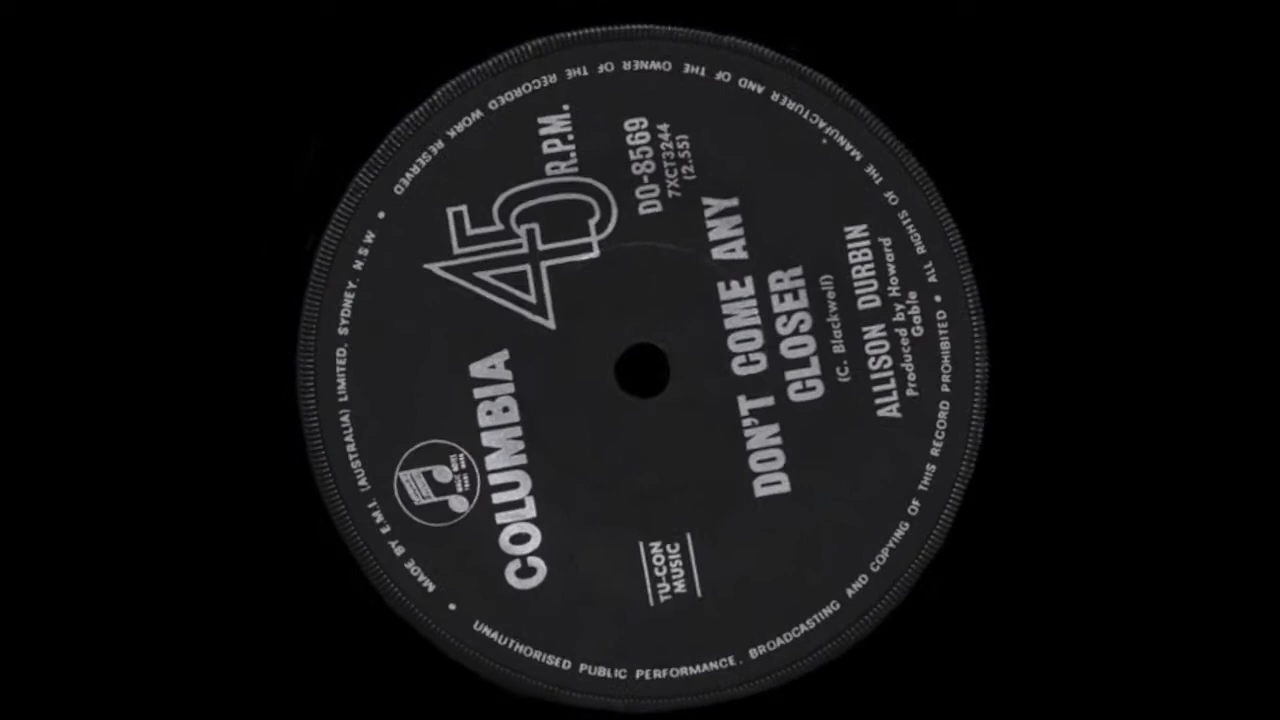 MADE BY E.M.I. (AUSTRALIA) LIMITED, SYDNEY, N.S.W • ALL RIGHTS OF THE MANUFACTURER AND OF THE OWNER OF THE RECORDED WORK RESERVED •
UNAUTHORISED PUBLIC PERFORMANCE, BROADCASTING AND COPYING OF THIS RECORD PROHIBITED •
COLUMBIA
45 R.P.M.
TU-CON
MUSIC
DO-8569
7XCT3244
(2.55)
DON'T COME ANY
CLOSER
(C. Blackwell)
ALLISON DURBIN
Produced by Howard
Gable